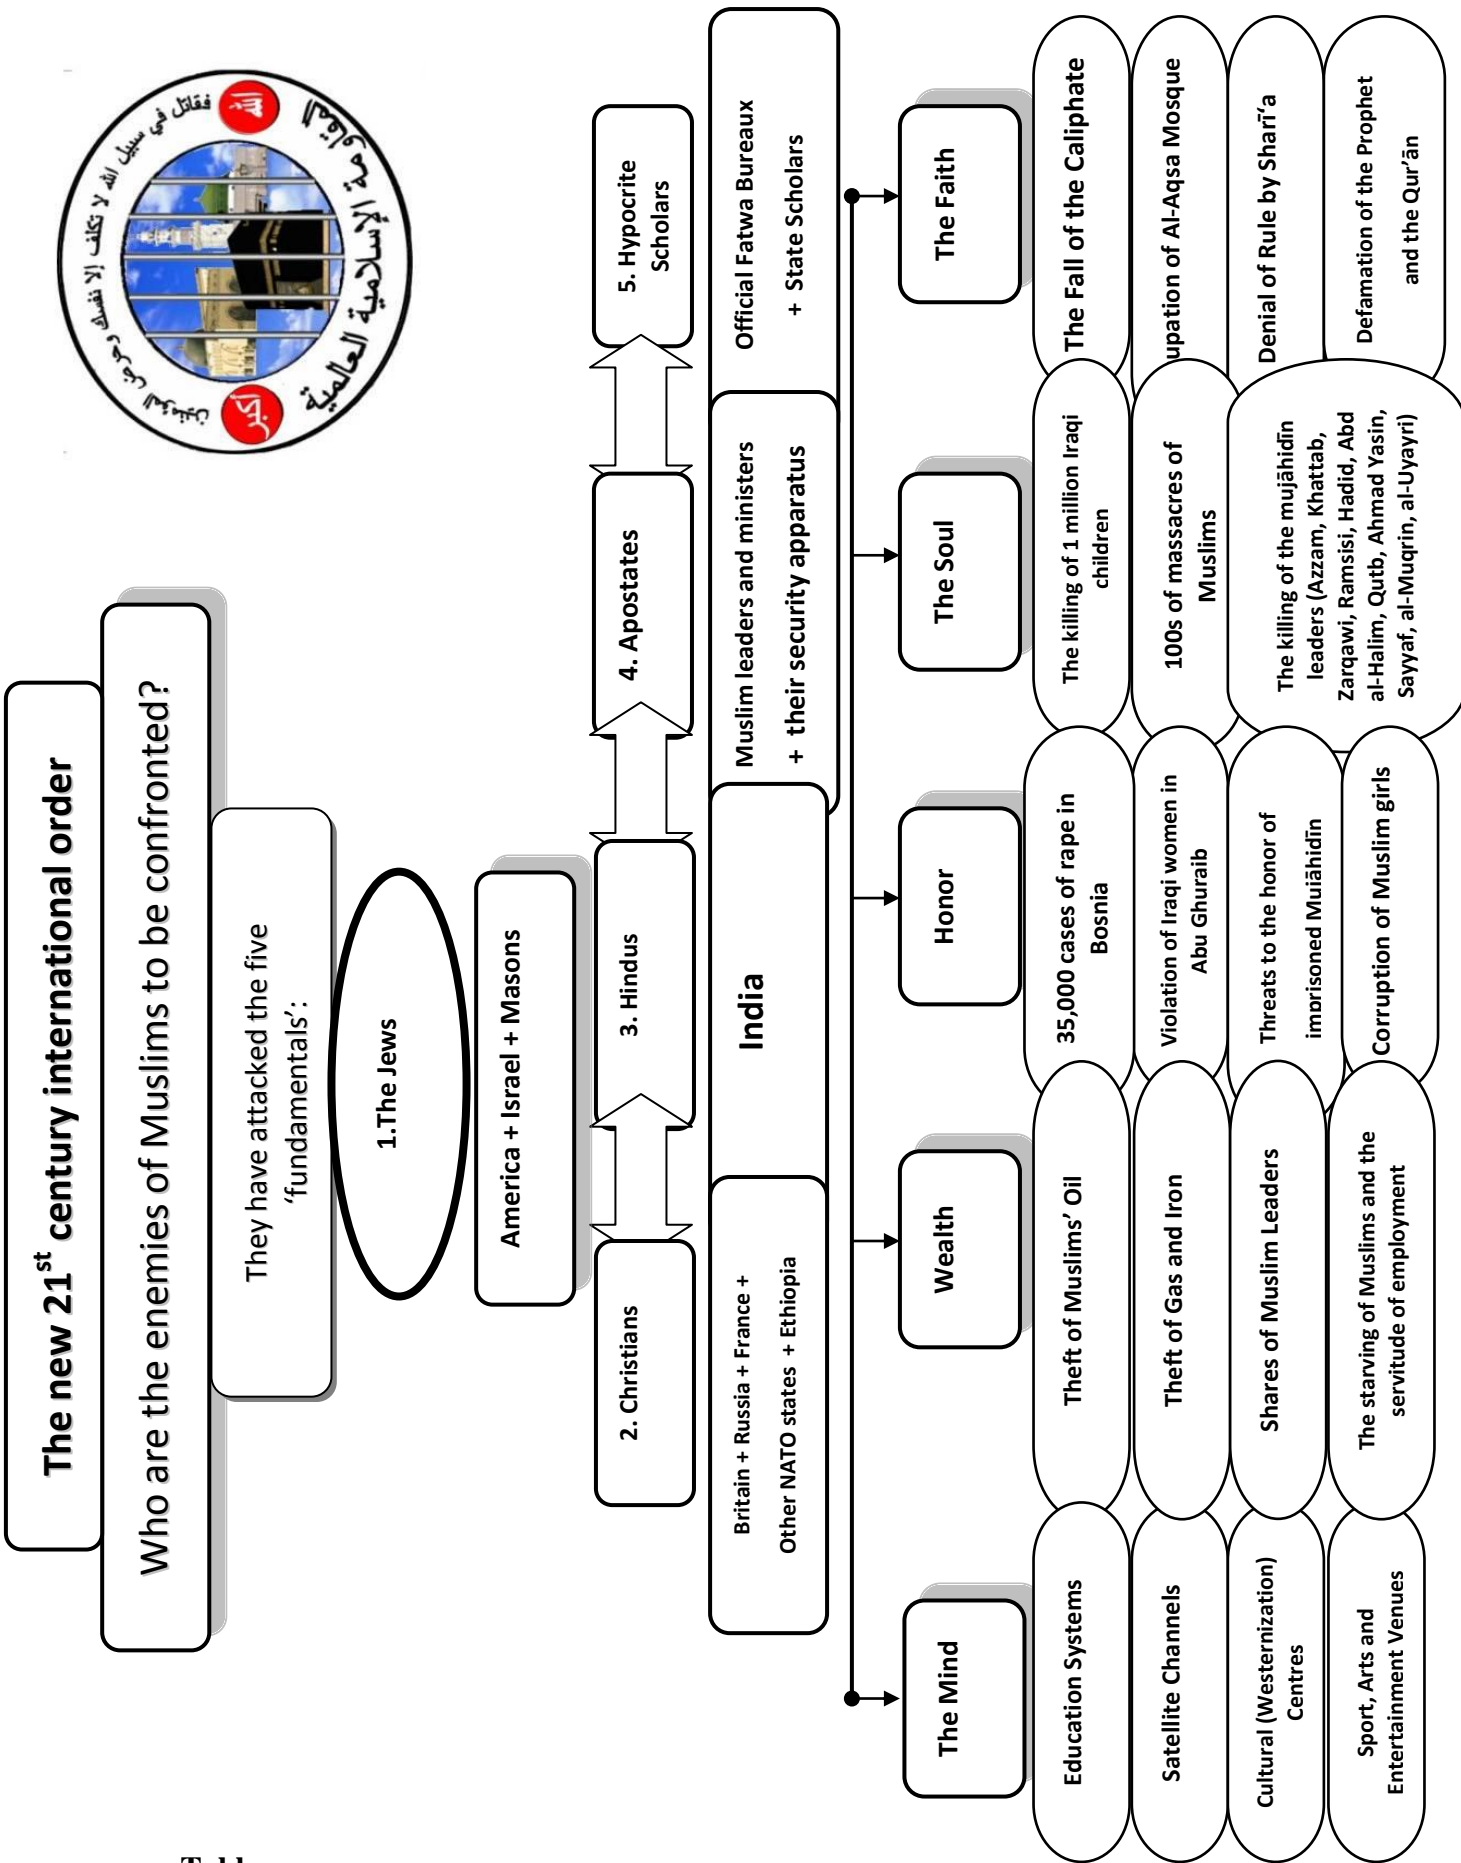 The new 21st century international order
Who are the enemies of Muslims to be confronted?
They have attacked the five
‘fundamentals’:
1.The Jews
America + Israel + Masons
2. Christians
3. Hindus
4. Apostates
5. Hypocrite
Scholars
Britain + Russia + France +
Other NATO states + Ethiopia
India
Muslim leaders and ministers
+ their security apparatus
Official Fatwa Bureaux
+ State Scholars
The Mind
Wealth
Honor
The Soul
The Faith
Education Systems
Satellite Channels
Cultural (Westernization)
Centres
Sport, Arts and
Entertainment Venues
Theft of Muslims’ Oil
Theft of Gas and Iron
Shares of Muslim Leaders
The starving of Muslims and the
servitude of employment
35,000 cases of rape in
Bosnia
Violation of Iraqi women in
Abu Ghuraib
Threats to the honor of
imprisoned Mujāhidīn
Corruption of Muslim girls
The killing of 1 million Iraqi
children
100s of massacres of
Muslims
The killing of the mujāhidīn
leaders (Azzam, Khattab,
Zarqawi, Ramsisi, Hadid, Abd
al-Halim, Qutb, Ahmad Yasin,
Sayyaf, al-Muqrin, al-Uyayri)
The Fall of the Caliphate
upation of Al-Aqsa Mosque
Denial of Rule by Sharī‘a
Defamation of the Prophet
and the Qur’ān
فقاتل في سبيل الله لا تكلف إلا نفسك وحرض المؤمنين
الله
أكبر
المقاومة الإسلامية العالمية